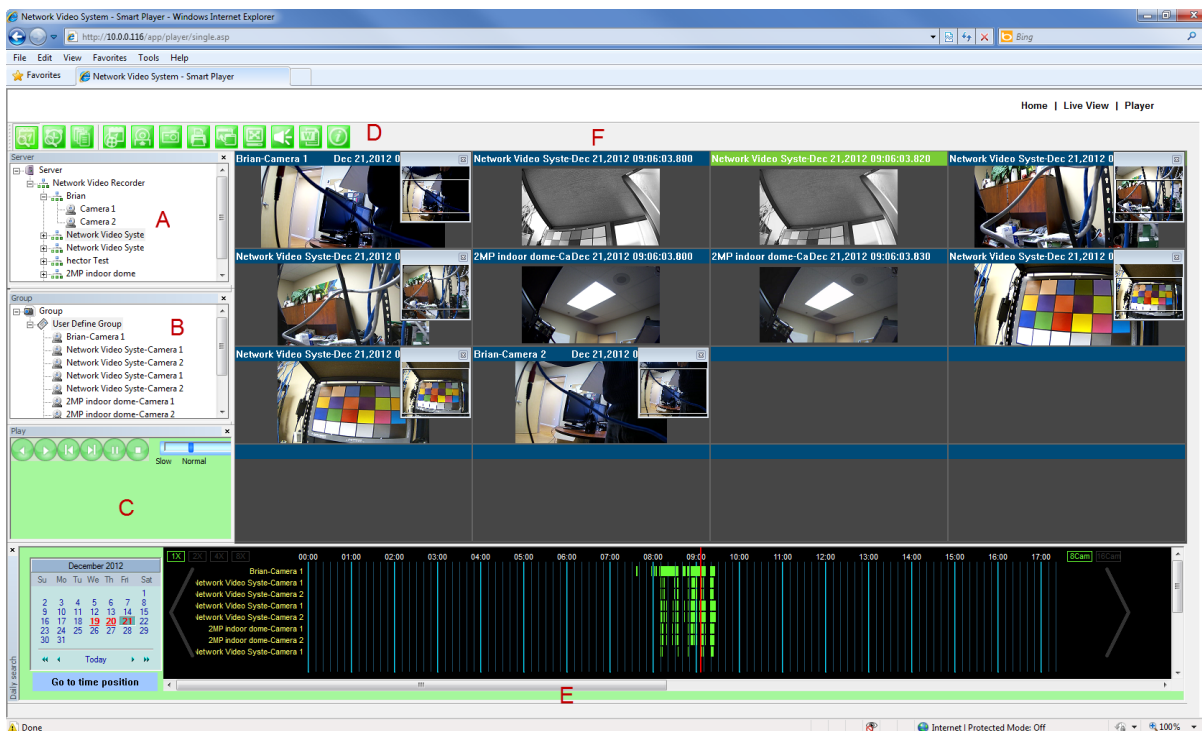 Network Video System - Smart Player - Windows Internet Explorer
http://10.0.0.116/app/player/single.asp
Bing
File Edit View Favorites Tools Help
Favorites
Network Video System - Smart Player
Home | Live View | Player
D
F
Server
Server
Network Video Recorder
Brian
Camera 1
Camera 2
Network Video Syste
Network Video Syste
hector Test
2MP indoor dome
A
Group
Group
User Define Group
Brian-Camera 1
Network Video Syste-Camera 1
Network Video Syste-Camera 2
Network Video Syste-Camera 1
Network Video Syste-Camera 2
2MP indoor dome-Camera 1
2MP indoor dome-Camera 2
B
Play
Slow Normal
C
Brian-Camera 1 Dec 21,2012 0
Network Video Syste-Dec 21,2012 09:06:03.000
Network Video Syste-Dec 21,2012 09:06:03.020
Network Video Syste-Dec 21,2012 0
Network Video Syste-Dec 21,2012 0
2MP indoor dome-CaDec 21,2012 09:06:03.800
2MP indoor dome-CaDec 21,2012 09:06:03.830
Network Video Syste-Dec 21,2012 0
Network Video Syste-Dec 21,2012 0
Brian-Camera 2 Dec 21,2012 0
Daily search
December 2012
Su Mo Tu We Th Fri Sat
1
2 3 4 5 6 7 8
9 10 11 12 13 14 15
16 17 18 19 20 21 22
23 24 25 26 27 28 29
30 31
Today
Go to time position
1X 2X 4X 8X
00:00 01:00 02:00 03:00 04:00 05:00 06:00 07:00 08:00 09:00 10:00 11:00 12:00 13:00 14:00 15:00 16:00 17:00
8Cam 16Cam
Brian-Camera 1
Network Video Syste-Camera 1
Network Video Syste-Camera 2
Network Video Syste-Camera 1
Network Video Syste-Camera 2
2MP indoor dome-Camera 1
2MP indoor dome-Camera 2
Network Video Syste-Camera 1
E
Done
Internet | Protected Mode: Off
100%